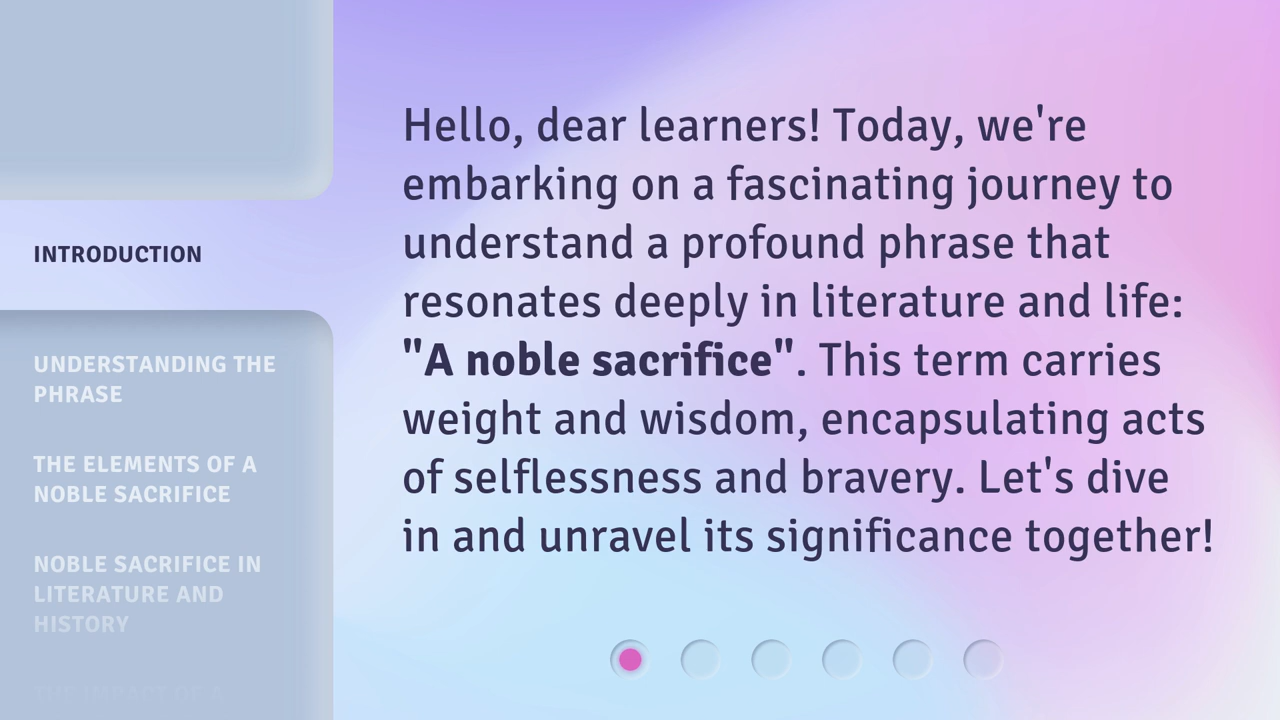 INTRODUCTION
UNDERSTANDING THE
PHRASE
THE ELEMENTS OF A
NOBLE SACRIFICE
NOBLE SACRIFICE IN
LITERATURE AND
HISTORY
THE IMPACT OF A
Hello, dear learners! Today, we're
embarking on a fascinating journey to
understand a profound phrase that
resonates deeply in literature and life:
"A noble sacrifice". This term carries
weight and wisdom, encapsulating acts
of selflessness and bravery. Let's dive
in and unravel its significance together!